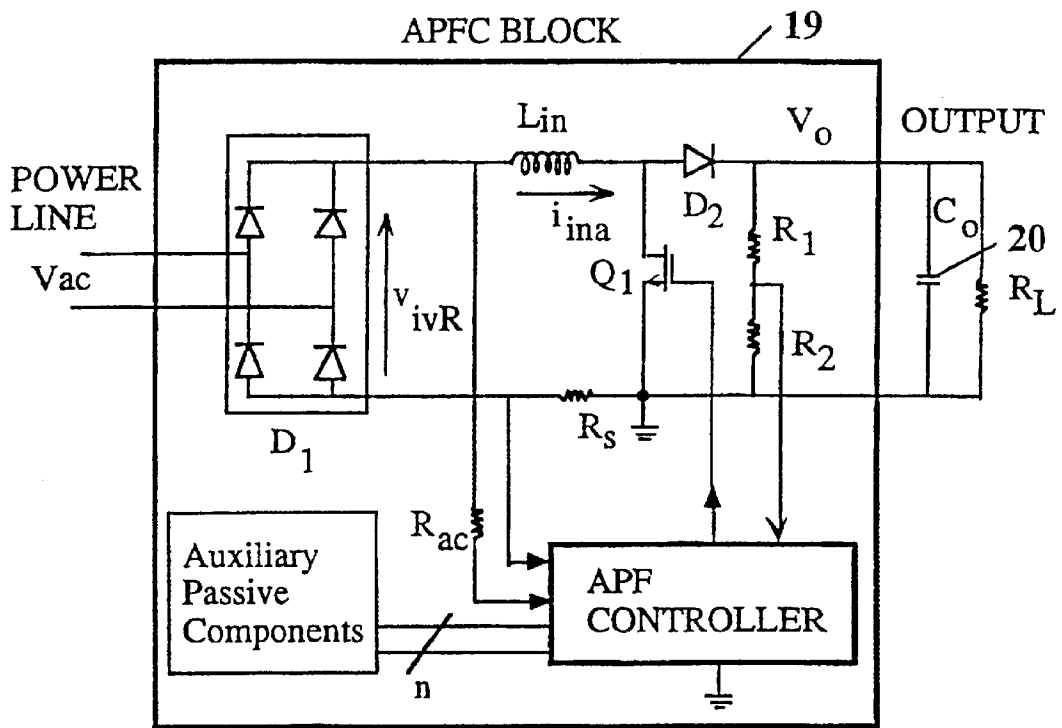 APFC BLOCK
19
Lin
Vo
OUTPUT
POWER
LINE
iina
D2
R1
Co
20
Vac
vivR
Q1
RL
R2
D1
Rs
Rac
Auxiliary
Passive
Components
APF
CONTROLLER
n